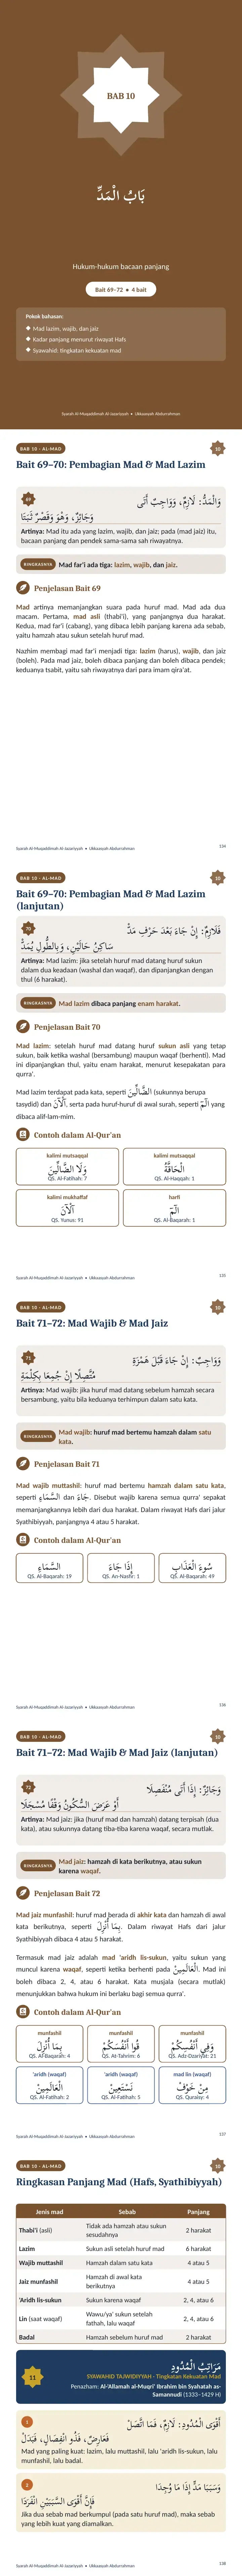 BAB 10
بَابُ الْمَدِّ
Hukum-hukum bacaan panjang
Bait 69–72 • 4 bait
Pokok bahasan:
Mad lazim, wajib, dan jaiz
Kadar panjang menurut riwayat Hafs
Syawahid: tingkatan kekuatan mad
Syarah Al-Muqaddimah Al-Jazariyyah • Ukkaasyah Abdurrahman
BAB 10 · AL-MAD
10
Bait 69–70: Pembagian Mad & Mad Lazim
69
وَالْمَدُّ: لَازِمٌ، وَوَاجِبٌ أَتَى
وَجَائِزٌ، وَهْوَ وَقَصْرٌ ثَبَتَا
Artinya: Mad itu ada yang lazim, wajib, dan jaiz; pada (mad jaiz) itu,
bacaan panjang dan pendek sama-sama sah riwayatnya.
RINGKASNYA
Mad far'i ada tiga: lazim, wajib, dan jaiz.
Penjelasan Bait 69
Mad artinya memanjangkan suara pada huruf mad. Mad ada dua
macam. Pertama, mad asli (thabi'i), yang panjangnya dua harakat.
Kedua, mad far'i (cabang), yang dibaca lebih panjang karena ada sebab,
yaitu hamzah atau sukun setelah huruf mad.
Nazhim membagi mad far'i menjadi tiga: lazim (harus), wajib, dan jaiz
(boleh). Pada mad jaiz, boleh dibaca panjang dan boleh dibaca pendek;
keduanya tsabit, yaitu sah riwayatnya dari para imam qira'at.
Syarah Al-Muqaddimah Al-Jazariyyah • Ukkaasyah Abdurrahman
134
BAB 10 · AL-MAD
10
Bait 69–70: Pembagian Mad & Mad Lazim
(lanjutan)
70
فَلَازِمٌ: إِنْ جَاءَ بَعْدَ حَرْفِ مَدٍّ
سَاكِنُ حَالَيْنِ، وَبِالطُّولِ يُمَدُّ
Artinya: Mad lazim: jika setelah huruf mad datang huruf sukun
dalam dua keadaan (washal dan waqaf), dan dipanjangkan dengan
thul (6 harakat).
RINGKASNYA
Mad lazim dibaca panjang enam harakat.
Penjelasan Bait 70
Mad lazim: setelah huruf mad datang huruf sukun asli yang tetap
sukun, baik ketika washal (bersambung) maupun waqaf (berhenti). Mad
ini dipanjangkan thul, yaitu enam harakat, menurut kesepakatan para
qurra'.
Mad lazim terdapat pada kata, seperti الضَّالِّينَ (sukunnya berupa
tasydid) dan آلْآنَ, serta pada huruf-huruf di awal surah, seperti الٓمٓ yang
dibaca alif-lam-mim.
Contoh dalam Al-Qur'an
kalimi mutsaqqal
وَلَا الضَّالِّينَ
QS. Al-Fatihah: 7
kalimi mutsaqqal
الْحَاقَّةُ
QS. Al-Haqqah: 1
kalimi mukhaffaf
آلْآنَ
QS. Yunus: 91
harfi
الٓمٓ
QS. Al-Baqarah: 1
Syarah Al-Muqaddimah Al-Jazariyyah • Ukkaasyah Abdurrahman
135
BAB 10 · AL-MAD
10
Bait 71–72: Mad Wajib & Mad Jaiz
71
وَوَاجِبٌ: إِنْ جَاءَ قَبْلَ هَمْزَةِ
مُتَّصِلًا إِنْ جُمِعَا بِكِلْمَةِ
Artinya: Mad wajib: jika huruf mad datang sebelum hamzah secara
bersambung, yaitu bila keduanya terhimpun dalam satu kata.
RINGKASNYA
Mad wajib: huruf mad bertemu hamzah dalam satu
kata.
Penjelasan Bait 71
Mad wajib muttashil: huruf mad bertemu hamzah dalam satu kata,
seperti جَاءَ dan السَّمَاءِ. Disebut wajib karena semua qurra' sepakat
memanjangkannya lebih dari dua harakat. Dalam riwayat Hafs dari jalur
Syathibiyyah, panjangnya 4 atau 5 harakat.
Contoh dalam Al-Qur'an
السَّمَاءِ
QS. Al-Baqarah: 19
إِذَا جَاءَ
QS. An-Nashr: 1
سُوءَ الْعَذَابِ
QS. Al-Baqarah: 49
Syarah Al-Muqaddimah Al-Jazariyyah • Ukkaasyah Abdurrahman
136
BAB 10 · AL-MAD
10
Bait 71–72: Mad Wajib & Mad Jaiz (lanjutan)
72
وَجَائِزٌ: إِذَا أَتَى مُنْفَصِلَا
أَوْ عَرَضَ السُّكُونُ وَقْفًا مُسْجَلَا
Artinya: Mad jaiz: jika (huruf mad dan hamzah) datang terpisah (dua
kata), atau sukunnya datang tiba-tiba karena waqaf, secara mutlak.
RINGKASNYA
Mad jaiz: hamzah di kata berikutnya, atau sukun
karena waqaf.
Penjelasan Bait 72
Mad jaiz munfashil: huruf mad berada di akhir kata dan hamzah di awal
kata berikutnya, seperti بِمَا أُنْزِلَ. Dalam riwayat Hafs dari jalur
Syathibiyyah dibaca 4 atau 5 harakat.
Termasuk mad jaiz adalah mad 'aridh lis-sukun, yaitu sukun yang
muncul karena waqaf, seperti ketika berhenti pada الْعَالَمِينَ. Mad ini
boleh dibaca 2, 4, atau 6 harakat. Kata musjala (secara mutlak)
menunjukkan bahwa hukum ini berlaku bagi semua qurra'.
Contoh dalam Al-Qur'an
munfashil
بِمَا أُنْزِلَ
QS. Al-Baqarah: 4
munfashil
قُوا أَنْفُسَكُمْ
QS. At-Tahrim: 6
munfashil
وَفِي أَنْفُسِكُمْ
QS. Adz-Dzariyat: 21
'aridh (waqaf)
الْعَالَمِينْ
QS. Al-Fatihah: 2
'aridh (waqaf)
نَسْتَعِينْ
QS. Al-Fatihah: 5
mad lin (waqaf)
مِنْ خَوْفْ
QS. Quraisy: 4
Syarah Al-Muqaddimah Al-Jazariyyah • Ukkaasyah Abdurrahman
137
BAB 10 · AL-MAD
10
Ringkasan Panjang Mad (Hafs, Syathibiyyah)
Jenis mad Sebab Panjang
Thabi'i (asli) Tidak ada hamzah atau sukun sesudahnya 2 harakat
Lazim Sukun asli setelah huruf mad 6 harakat
Wajib muttashil Hamzah dalam satu kata 4 atau 5
Jaiz munfashil Hamzah di awal kata berikutnya 4 atau 5
'Aridh lis-sukun Sukun karena waqaf 2, 4, atau 6
Lin (saat waqaf) Wawu/ya' sukun setelah fathah, lalu waqaf 2, 4, atau 6
Badal Hamzah sebelum huruf mad 2 harakat
11
مَرَاتِبُ الْمُدُودِ
SYAWAHID TAJWIDIYYAH · Tingkatan Kekuatan Mad
Penazham: Al-'Allamah al-Muqri' Ibrahim bin Syahatah as-
Samannudi (1333–1429 H)
1
أَقْوَى الْمُدُودِ: لَازِمٌ، فَمَا اتَّصَلْ
فَعَارِضٌ، فَذُو انْفِصَالٍ، فَبَدَلْ
Mad yang paling kuat: lazim, lalu muttashil, lalu 'aridh lis-sukun, lalu
munfashil, lalu badal.
2
وَسَبَبَا مَدٍّ إِذَا مَا وُجِدَا
فَإِنَّ أَقْوَى السَّبَبَيْنِ انْفَرَدَا
Jika dua sebab mad berkumpul (pada satu huruf mad), maka sebab
yang lebih kuat yang diamalkan.
Syarah Al-Muqaddimah Al-Jazariyyah • Ukkaasyah Abdurrahman
138